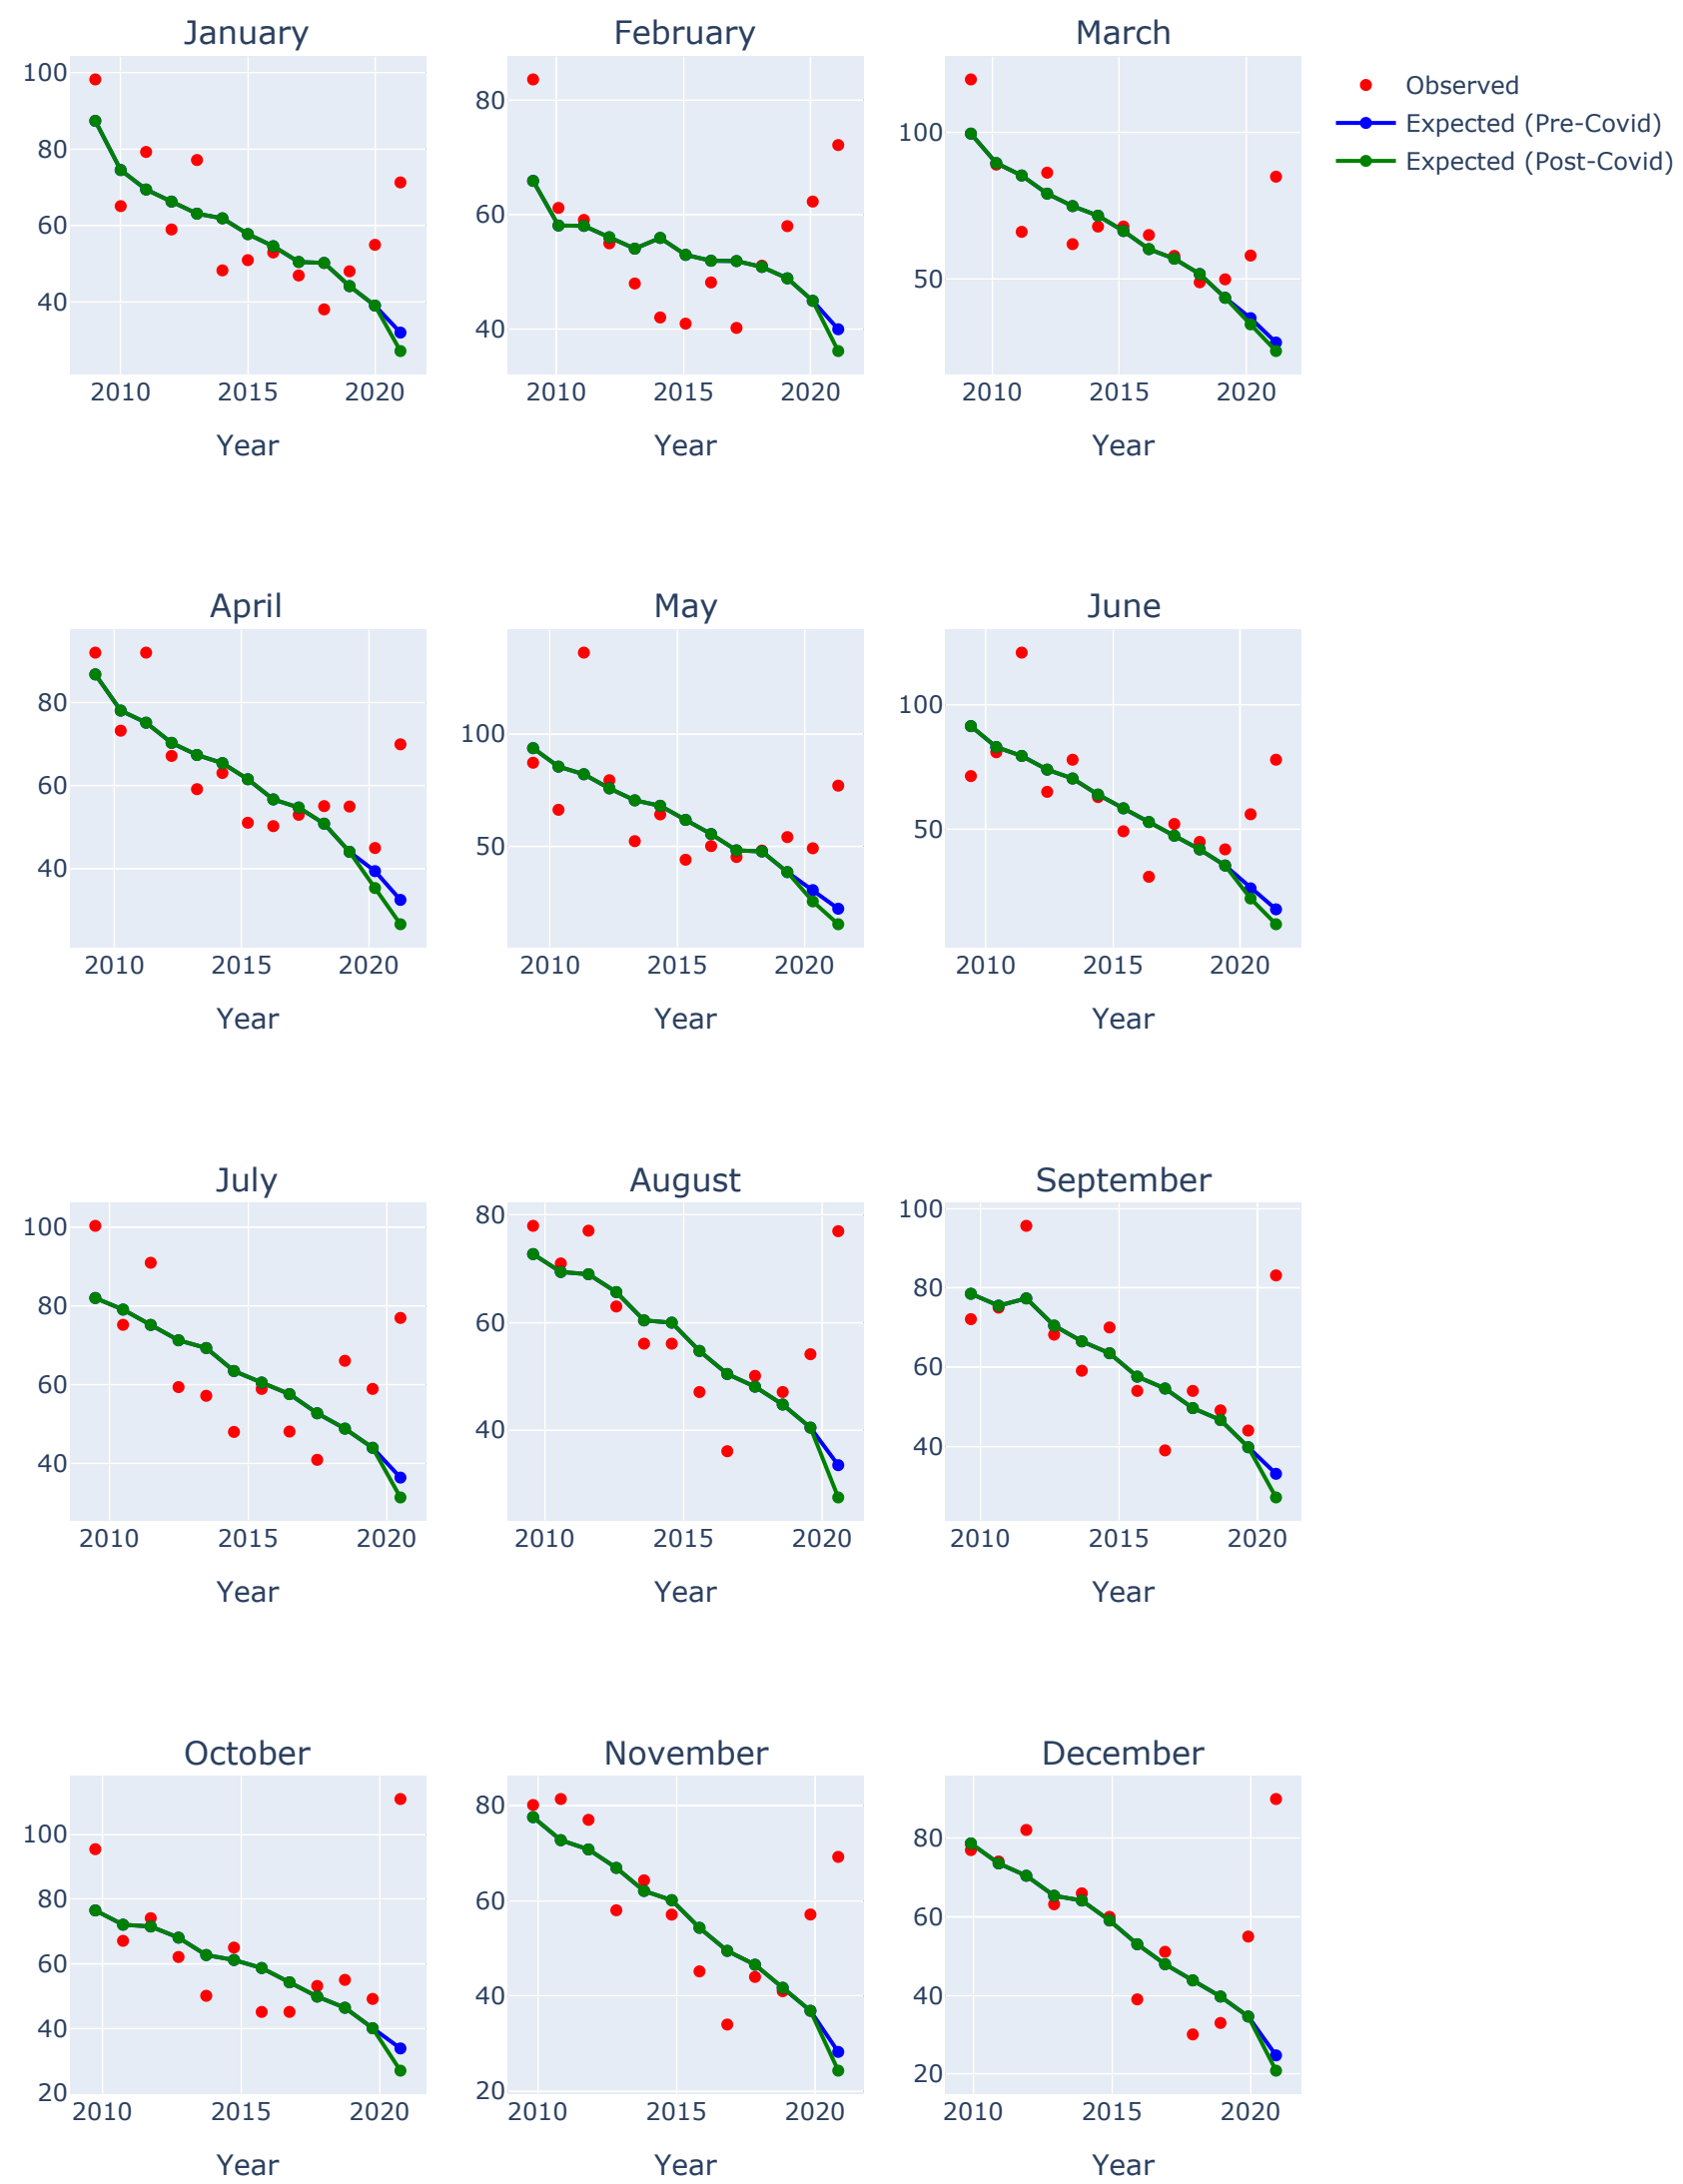 January
February
March
100
80
60
40
2010
2015
2020
Year
80
60
40
2010
2015
2020
Year
100
50
2010
2015
2020
Year
Observed
Expected (Pre-Covid)
Expected (Post-Covid)
April
May
June
80
60
40
2010
2015
2020
Year
100
50
2010
2015
2020
Year
100
50
2010
2015
2020
Year
July
August
September
100
80
60
40
2010
2015
2020
Year
80
60
40
2010
2015
2020
Year
100
80
60
40
2010
2015
2020
Year
October
November
December
100
80
60
40
20
2010
2015
2020
Year
80
60
40
20
2010
2015
2020
Year
80
60
40
20
2010
2015
2020
Year